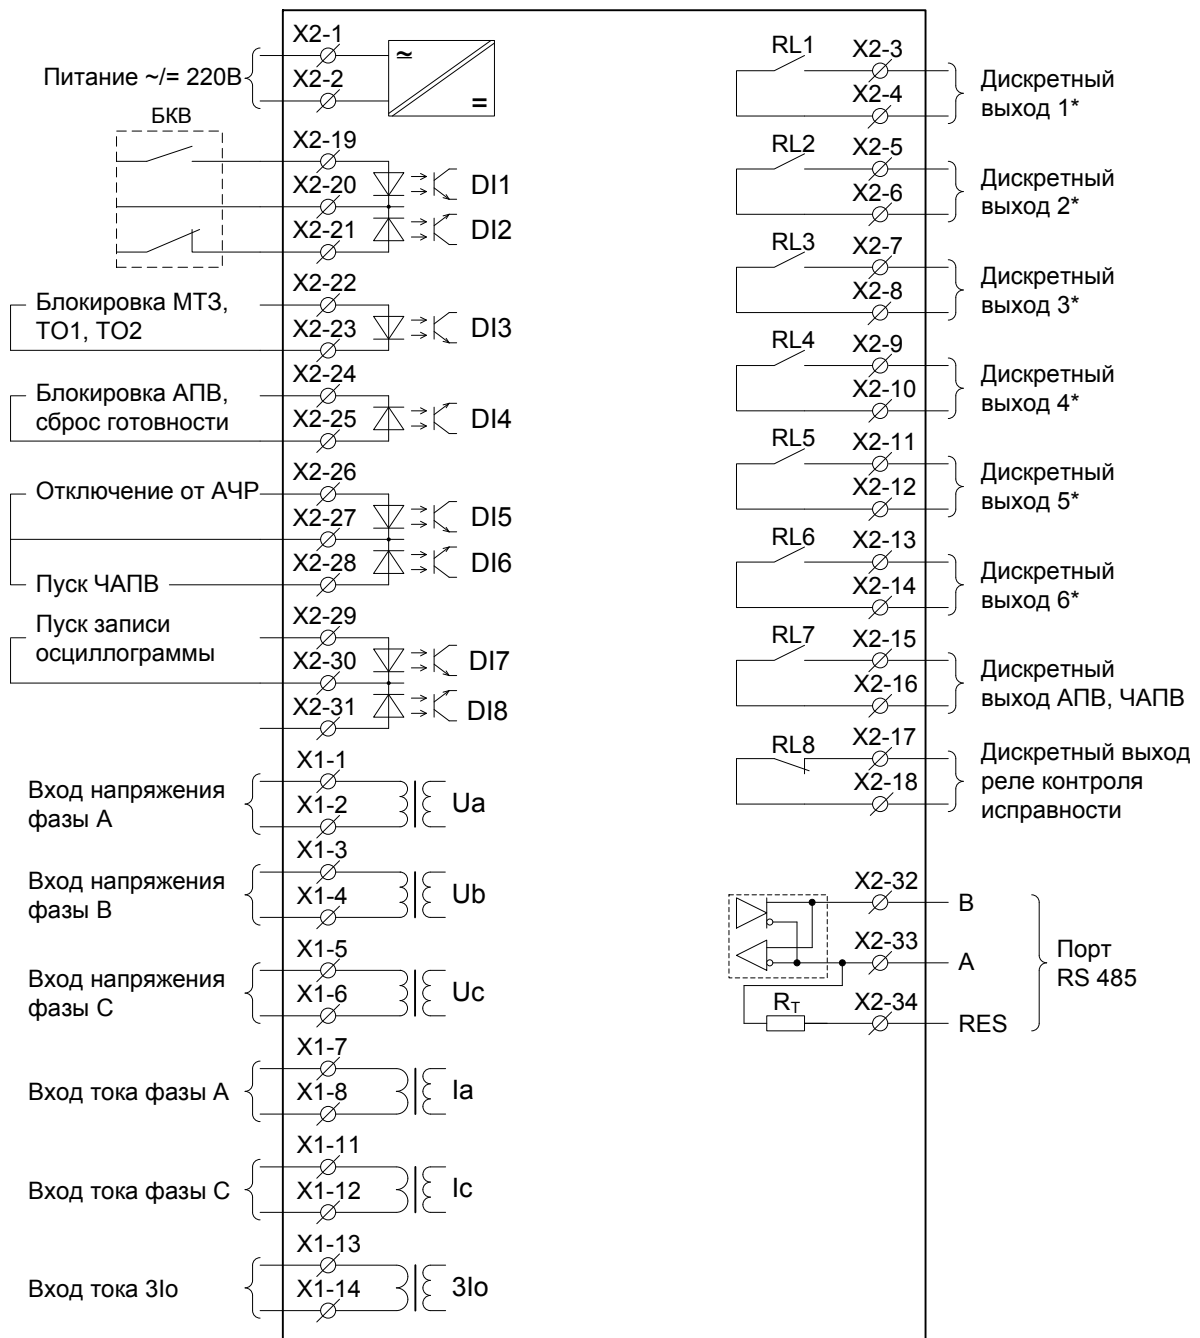 X2-1
Питание ~/= 220В
X2-2
≃
=
БКВ
X2-19
X2-20
DI1
X2-21
DI2
X2-22
Блокировка МТЗ,
ТО1, ТО2
X2-23
DI3
X2-24
Блокировка АПВ,
сброс готовности
X2-25
DI4
X2-26
Отключение от АЧР
X2-27
DI5
X2-28
DI6
Пуск ЧАПВ
X2-29
Пуск записи
осциллограммы
X2-30
DI7
X2-31
DI8
X1-1
Вход напряжения
фазы А
X1-2
Ua
X1-3
Вход напряжения
фазы В
X1-4
Ub
X1-5
Вход напряжения
фазы С
X1-6
Uc
X1-7
Вход тока фазы А
X1-8
Ia
X1-11
Вход тока фазы С
X1-12
Ic
X1-13
Вход тока 3Io
X1-14
3Io
RL1
X2-3
X2-4
Дискретный
выход 1*
RL2
X2-5
X2-6
Дискретный
выход 2*
RL3
X2-7
X2-8
Дискретный
выход 3*
RL4
X2-9
X2-10
Дискретный
выход 4*
RL5
X2-11
X2-12
Дискретный
выход 5*
RL6
X2-13
X2-14
Дискретный
выход 6*
RL7
X2-15
X2-16
Дискретный
выход АПВ, ЧАПВ
RL8
X2-17
X2-18
Дискретный выход
реле контроля
исправности
X2-32
B
X2-33
A
RT
X2-34
RES
Порт
RS 485